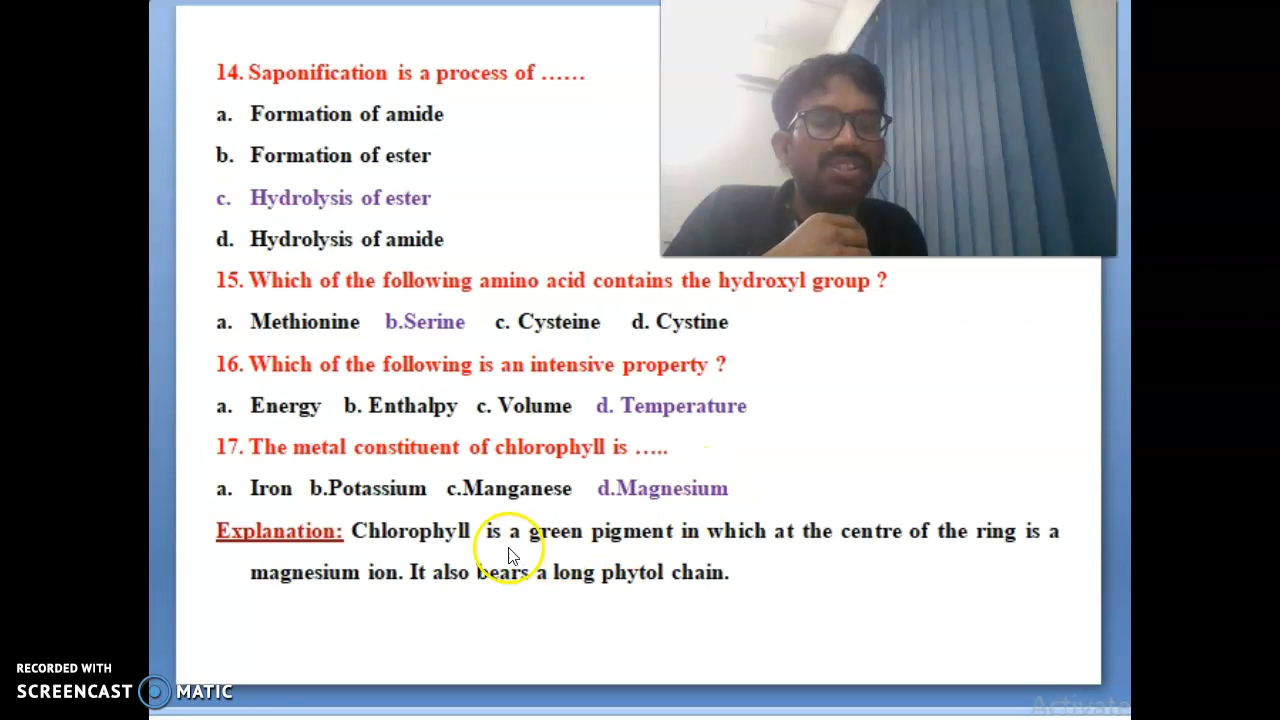 14. Saponification is a process of ……
a. Formation of amide
b. Formation of ester
c. Hydrolysis of ester
d. Hydrolysis of amide
15. Which of the following amino acid contains the hydroxyl group ?
a. Methionine b.Serine c. Cysteine d. Cystine
16. Which of the following is an intensive property ?
a. Energy b. Enthalpy c. Volume d. Temperature
17. The metal constituent of chlorophyll is …..
a. Iron b.Potassium c.Manganese d.Magnesium
Explanation: Chlorophyll is a green pigment in which at the centre of the ring is a
magnesium ion. It also bears a long phytol chain.
RECORDED WITH
SCREENCAST MATIC
Activate